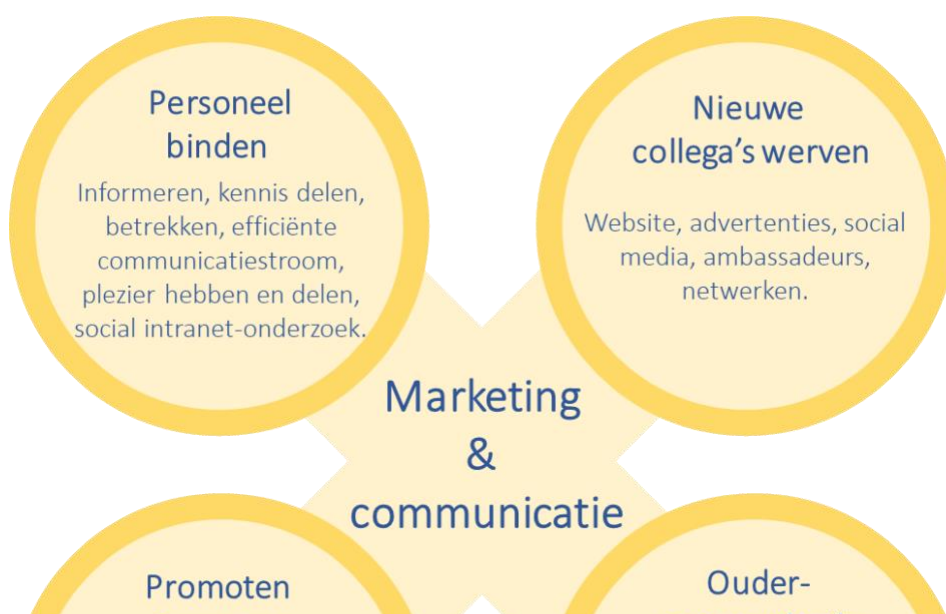 Personeel
binden
Informeren, kennis delen,
betrekken, efficiënte
communicatiestroom,
plezier hebben en delen,
social intranet-onderzoek.
Nieuwe
collega's werven
Website, advertenties, social
media, ambassadeurs,
netwerken.
Marketing
&
communicatie
Promoten
Ouder-